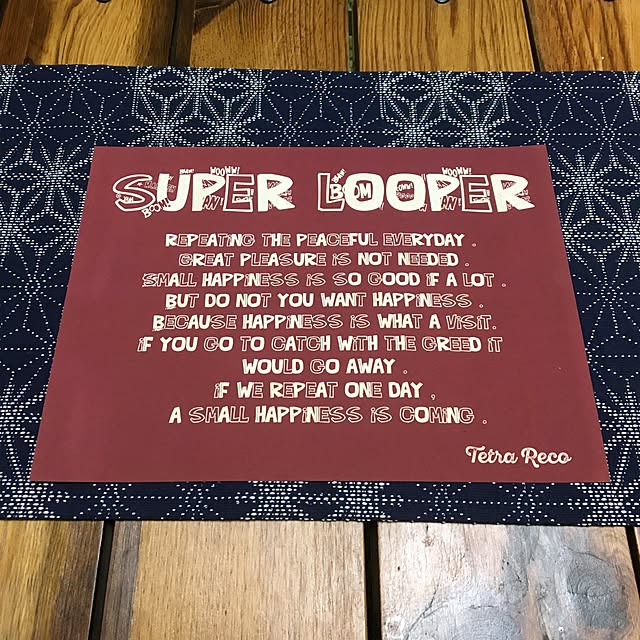 SUPER LOOPER
REPEATING THE PEACEFUL EVERYDAY .
GREAT PLEASURE IS NOT NEEDED .
SMALL HAPPINESS IS SO GOOD IF A LOT .
BUT DO NOT YOU WANT HAPPINESS .
BECAUSE HAPPINESS IS WHAT A VISIT.
IF YOU GO TO CATCH WITH THE GREED IT
WOULD GO AWAY .
IF WE REPEAT ONE DAY ,
A SMALL HAPPINESS IS COMING .
Tetra Reco